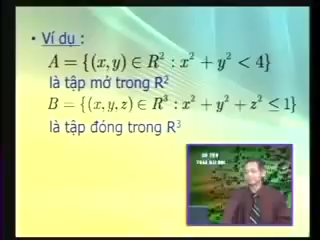 • Ví dụ :
A = {(x, y) ∈ R² : x² + y² < 4}
là tập mở trong R²
B = {(x, y, z) ∈ R³ : x² + y² + z² ≤ 1}
là tập đóng trong R³